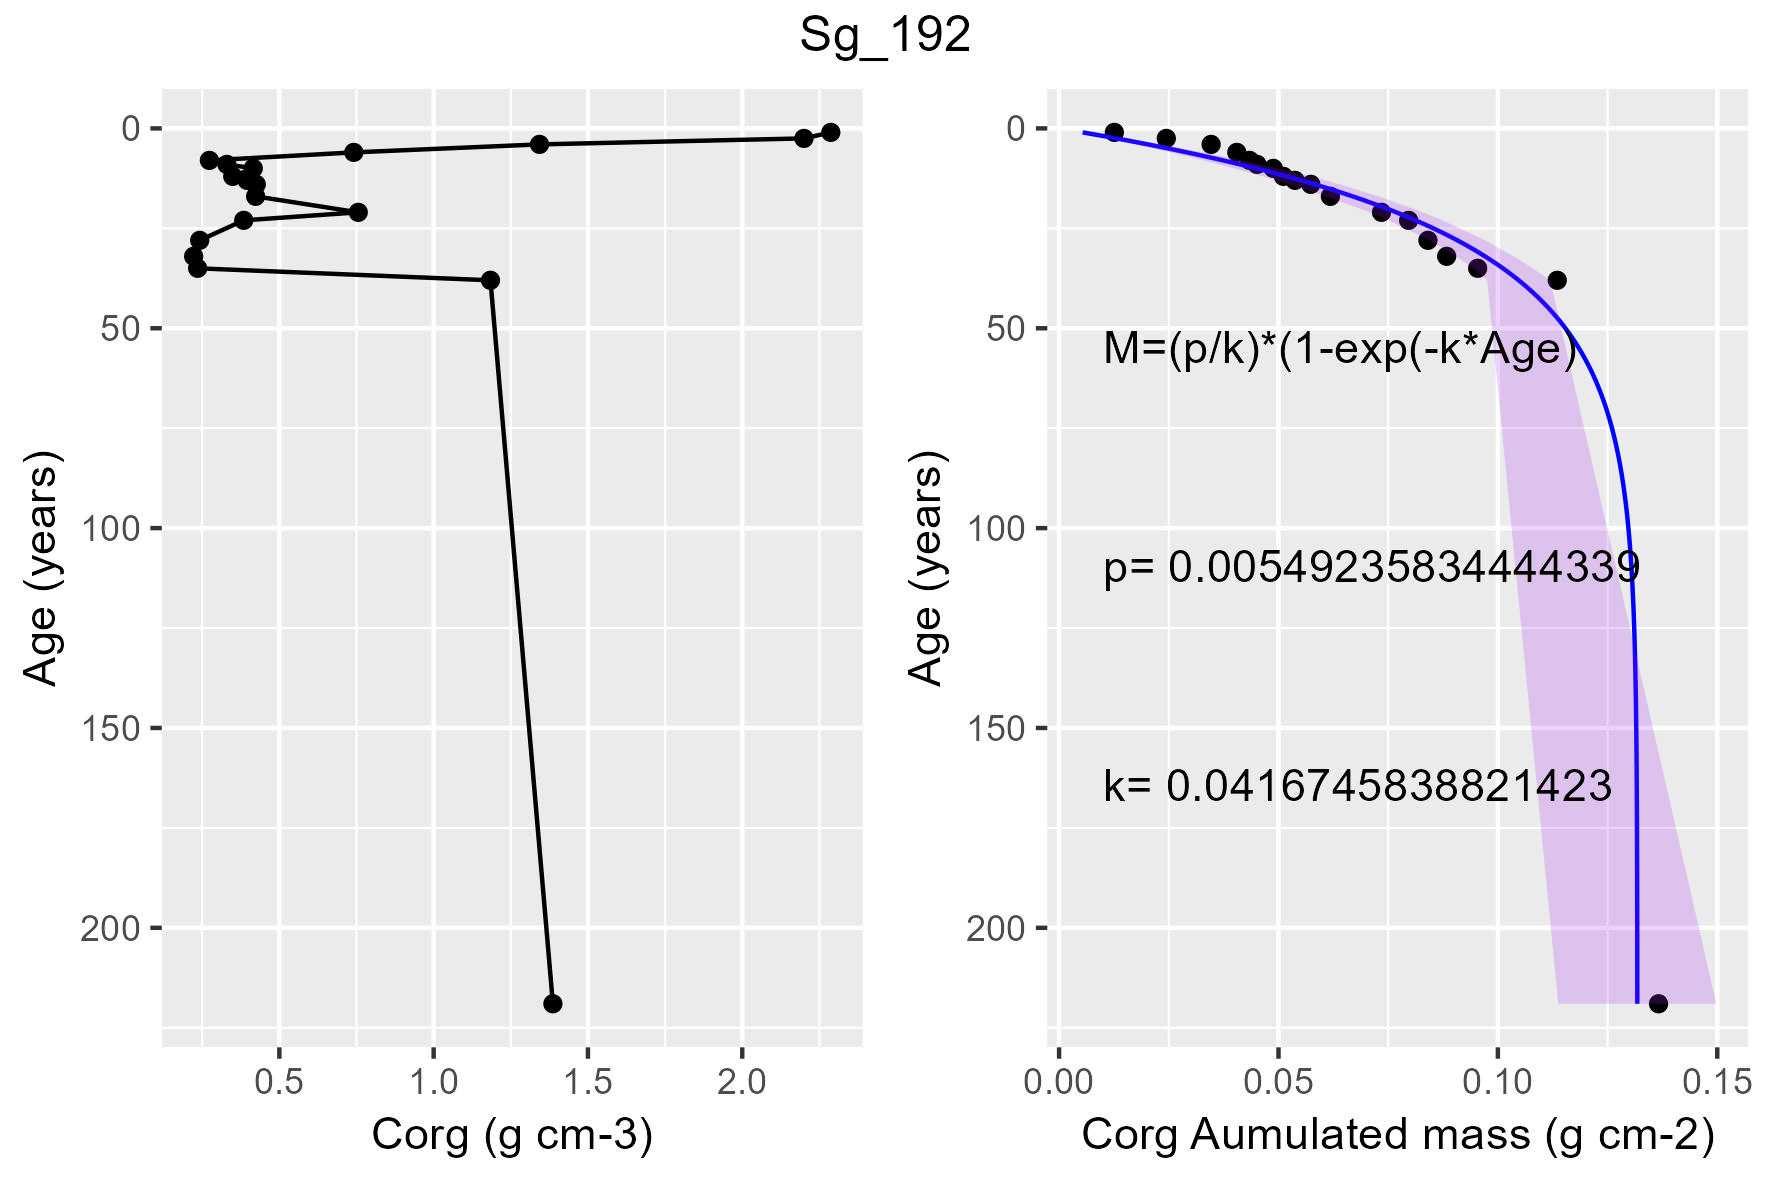 Sg_192
Age (years)
0
50
100
150
200
0.5
1.0
1.5
2.0
Corg (g cm-3)
Age (years)
0
50
100
150
200
M=(p/k)*(1-exp(-k*Age)
p= 0.00549235834444339
k= 0.0416745838821423
0.00
0.05
0.10
0.15
Corg Aumulated mass (g cm-2)